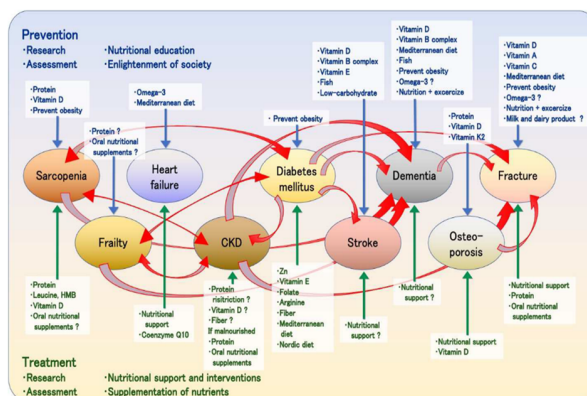 Prevention
・Research ・Nutritional education
・Assessment ・Enlightenment of society
・Protein
・Vitamin D
・Prevent obesity
・Protein ?
・Oral nutritional
supplements ?
・Omega-3
・Mediterranean diet
・Prevent obesity
・Vitamin D
・Vitamin B complex
・Vitamin E
・Fish
・Low-carbohydrate
・Vitamin D
・Vitamin B complex
・Mediterranean diet
・Fish
・Prevent obesity
・Omega-3 ?
・Nutrition + excercize
・Protein
・Vitamin D
・Vitamin K2
・Vitamin D
・Vitamin A
・Vitamin C
・Mediterranean diet
・Prevent obesity
・Omega-3 ?
・Nutrition + excercize
・Milk and dairy product ?
Sarcopenia
Heart
failure
Diabetes
mellitus
Dementia
Fracture
Frailty
CKD
Stroke
Osteo-
porosis
・Protein
・Leucine, HMB
・Vitamin D
・Oral nutritional
supplements ?
・Nutritional
support
・Coenzyme Q10
・Protein
risitriction ?
・Vitamin D ?
・Fiber ?
If malnourished
・Protein
・Oral nutritional
supplements
・Zn
・Vitamin E
・Folate
・Arginine
・Fiber
・Mediterranean
diet
・Nordic diet
・Nutritional
support ?
・Nutritional
support ?
・Nutritional
support
・Vitamin D
・Nutritional support
・Protein
・Oral nutritional
supplements
Treatment
・Research ・Nutritional support and interventions
・Assessment ・Supplementation of nutrients